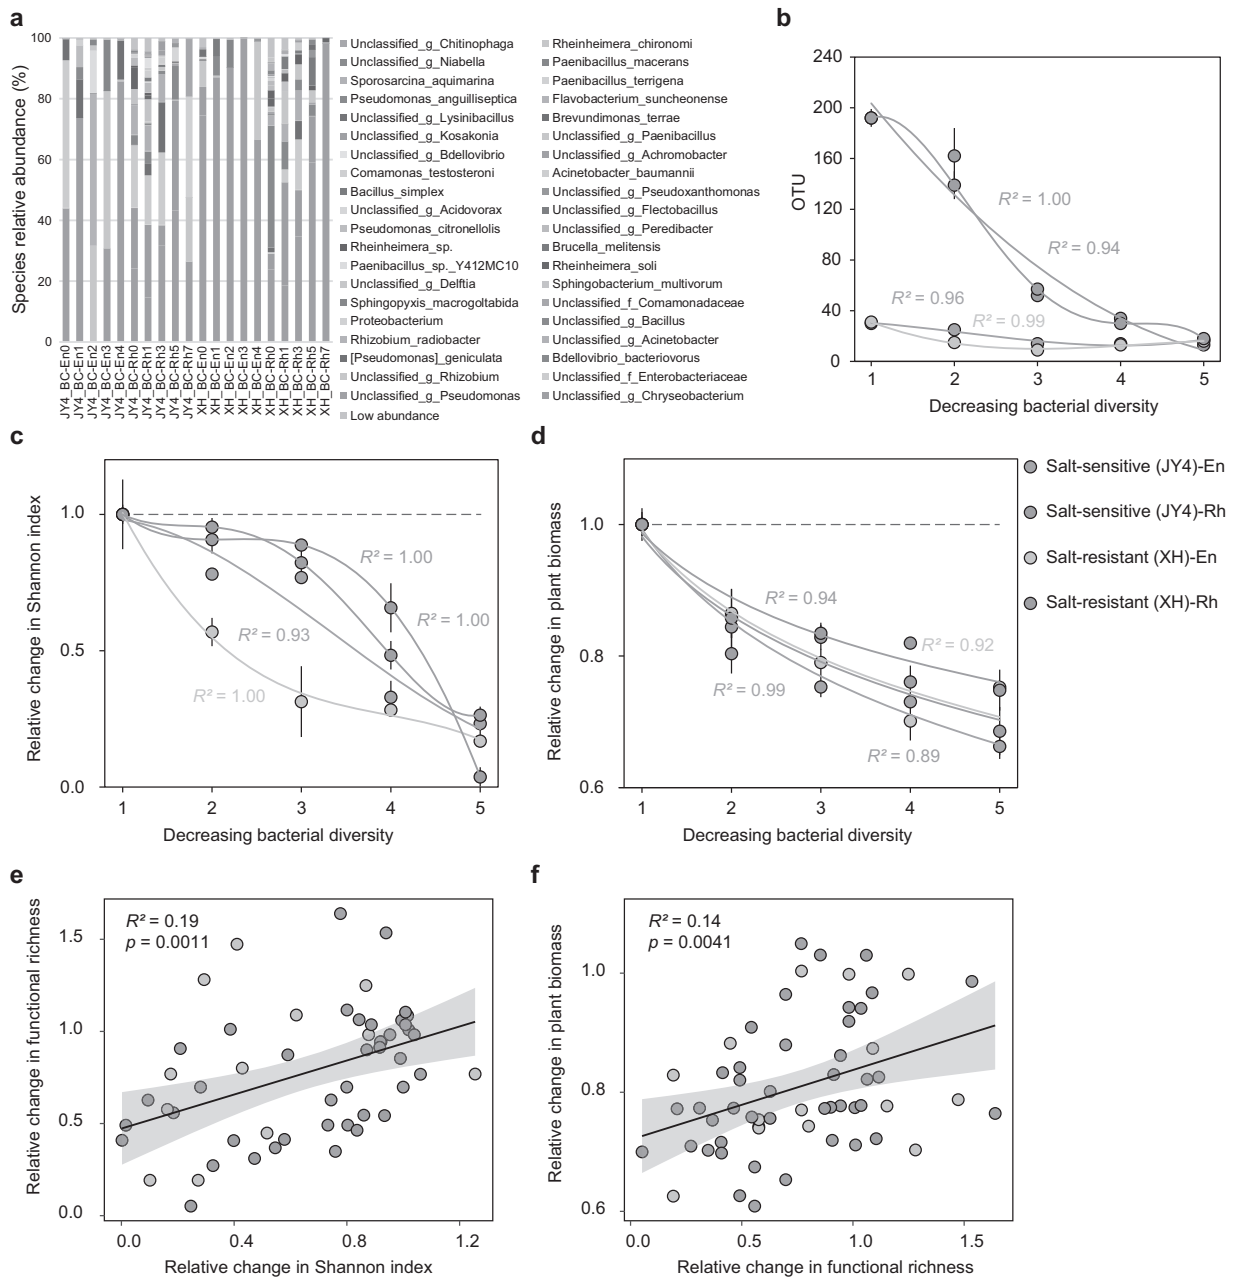 a
Species relative abundance (%)
100
80
60
40
20
0
JY4_BC-En0
JY4_BC-En1
JY4_BC-En2
JY4_BC-En3
JY4_BC-En4
JY4_BC-Rh0
JY4_BC-Rh1
JY4_BC-Rh3
JY4_BC-Rh5
JY4_BC-Rh7
XH_BC-En0
XH_BC-En1
XH_BC-En2
XH_BC-En3
XH_BC-En4
XH_BC-Rh0
XH_BC-Rh1
XH_BC-Rh3
XH_BC-Rh5
XH_BC-Rh7
Unclassified_g_Chitinophaga
Unclassified_g_Niabella
Sporosarcina_aquimarina
Pseudomonas_anguilliseptica
Unclassified_g_Lysinibacillus
Unclassified_g_Kosakonia
Unclassified_g_Bdellovibrio
Comamonas_testosteroni
Bacillus_simplex
Unclassified_g_Acidovorax
Pseudomonas_citronellolis
Rheinheimera_sp.
Paenibacillus_sp._Y412MC10
Unclassified_g_Delftia
Sphingopyxis_macrogoltabida
Proteobacterium
Rhizobium_radiobacter
[Pseudomonas]_geniculata
Unclassified_g_Rhizobium
Unclassified_g_Pseudomonas
Low abundance
Rheinheimera_chironomi
Paenibacillus_macerans
Paenibacillus_terrigena
Flavobacterium_suncheonense
Brevundimonas_terrae
Unclassified_g_Paenibacillus
Unclassified_g_Achromobacter
Acinetobacter_baumannii
Unclassified_g_Pseudoxanthomonas
Unclassified_g_Flectobacillus
Unclassified_g_Peredibacter
Brucella_melitensis
Rheinheimera_soli
Sphingobacterium_multivorum
Unclassified_f_Comamonadaceae
Unclassified_g_Bacillus
Unclassified_g_Acinetobacter
Bdellovibrio_bacteriovorus
Unclassified_f_Enterobacteriaceae
Unclassified_g_Chryseobacterium
b
OTU
240
200
160
120
80
40
0
R² = 1.00
R² = 0.94
R² = 0.96
R² = 0.99
1 2 3 4 5
Decreasing bacterial diversity
c
Relative change in Shannon index
1.0
0.5
0.0
R² = 1.00
R² = 1.00
R² = 0.93
R² = 1.00
1 2 3 4 5
Decreasing bacterial diversity
d
Relative change in plant biomass
1.0
0.8
0.6
R² = 0.94
R² = 0.92
R² = 0.99
R² = 0.89
1 2 3 4 5
Decreasing bacterial diversity
Salt-sensitive (JY4)-En
Salt-sensitive (JY4)-Rh
Salt-resistant (XH)-En
Salt-resistant (XH)-Rh
e
Relative change in functional richness
R² = 0.19
p = 0.0011
1.5
1.0
0.5
0.0
0.0 0.4 0.8 1.2
Relative change in Shannon index
f
Relative change in plant biomass
R² = 0.14
p = 0.0041
1.0
0.8
0.6
0.0 0.5 1.0 1.5
Relative change in functional richness